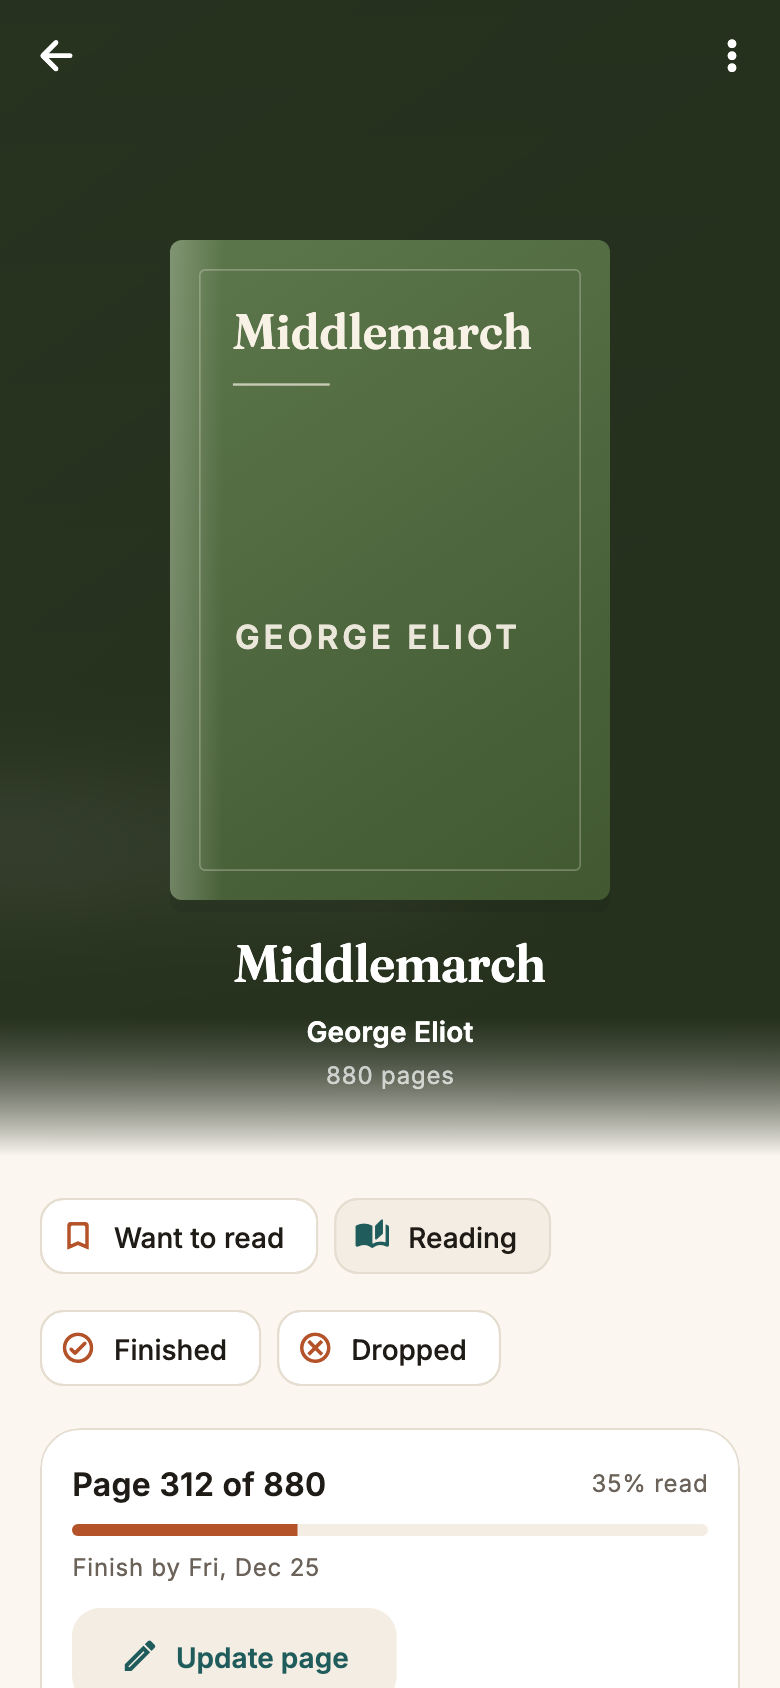 Middlemarch
GEORGE ELIOT
Middlemarch
George Eliot
880 pages
Want to read
Reading
Finished
Dropped
Page 312 of 880
35% read
Finish by Fri, Dec 25
Update page